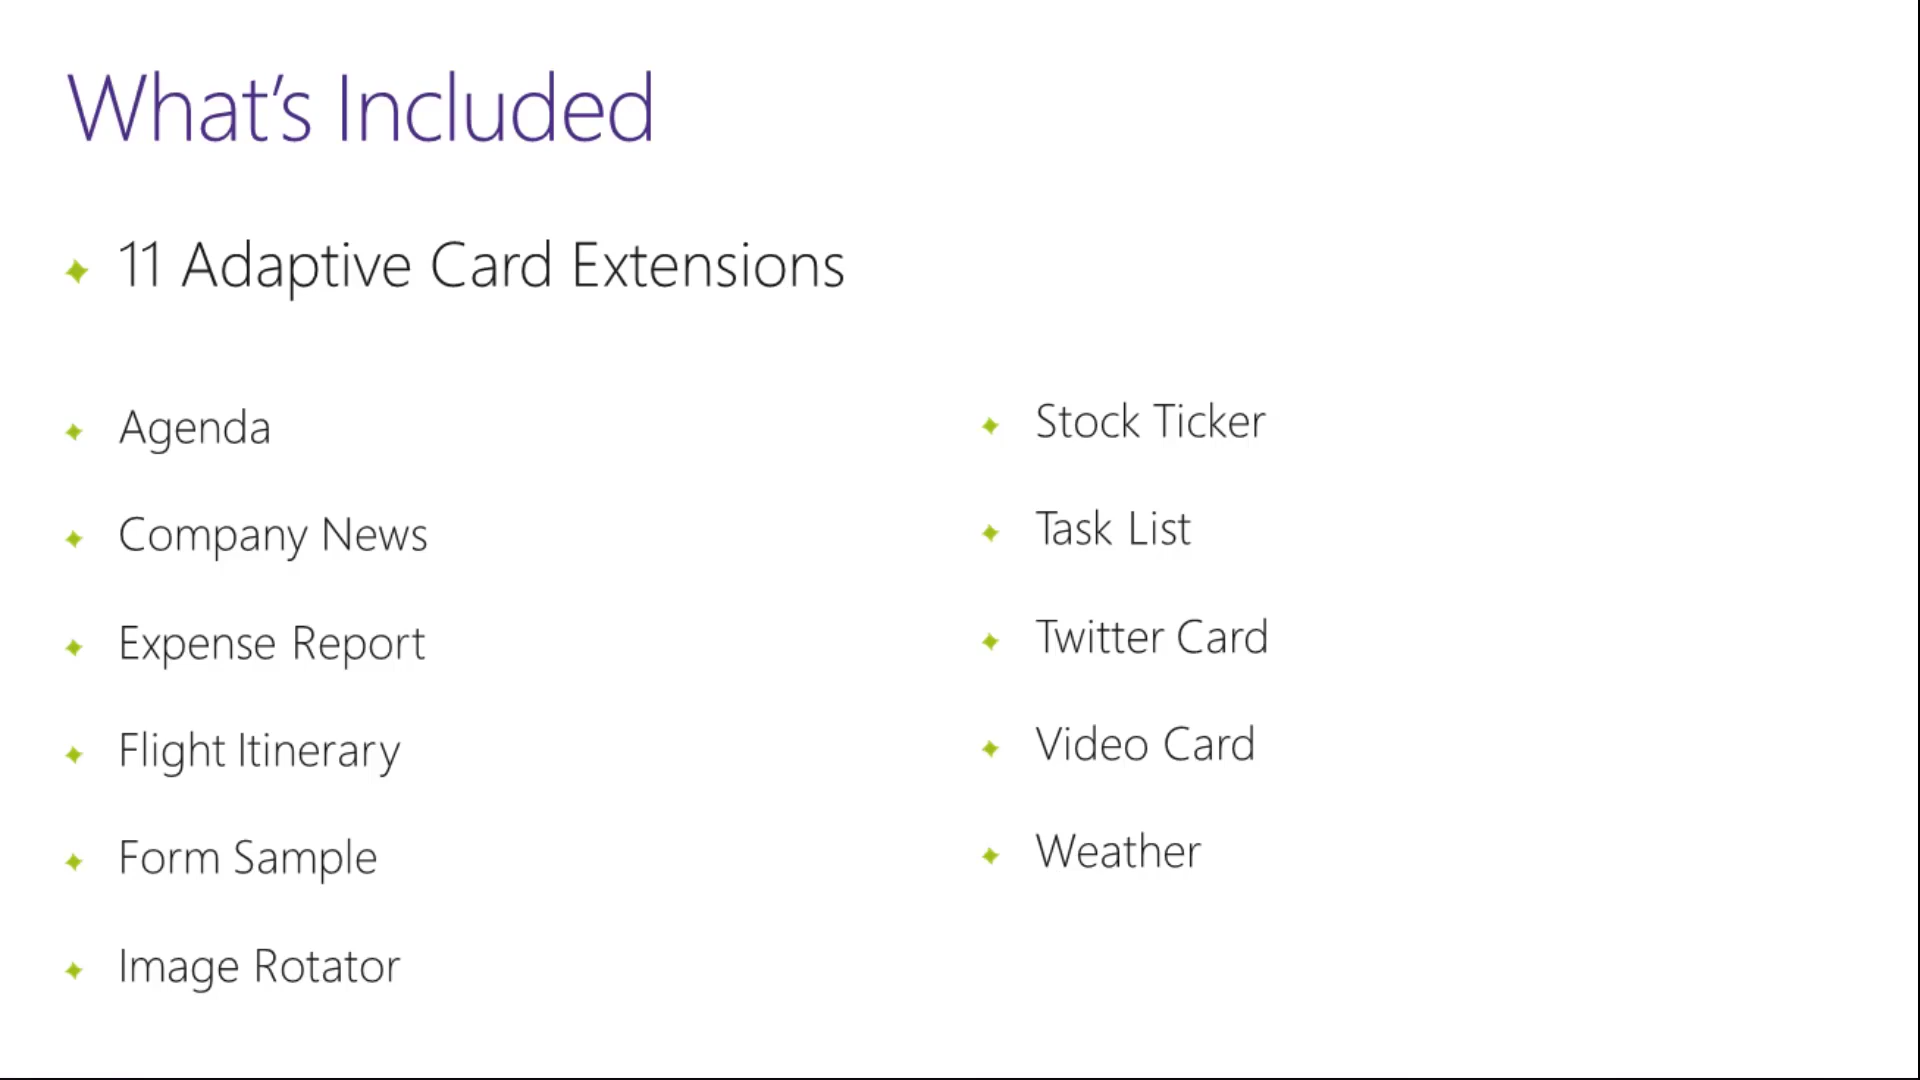 What's Included
11 Adaptive Card Extensions
Agenda
Company News
Expense Report
Flight Itinerary
Form Sample
Image Rotator
Stock Ticker
Task List
Twitter Card
Video Card
Weather